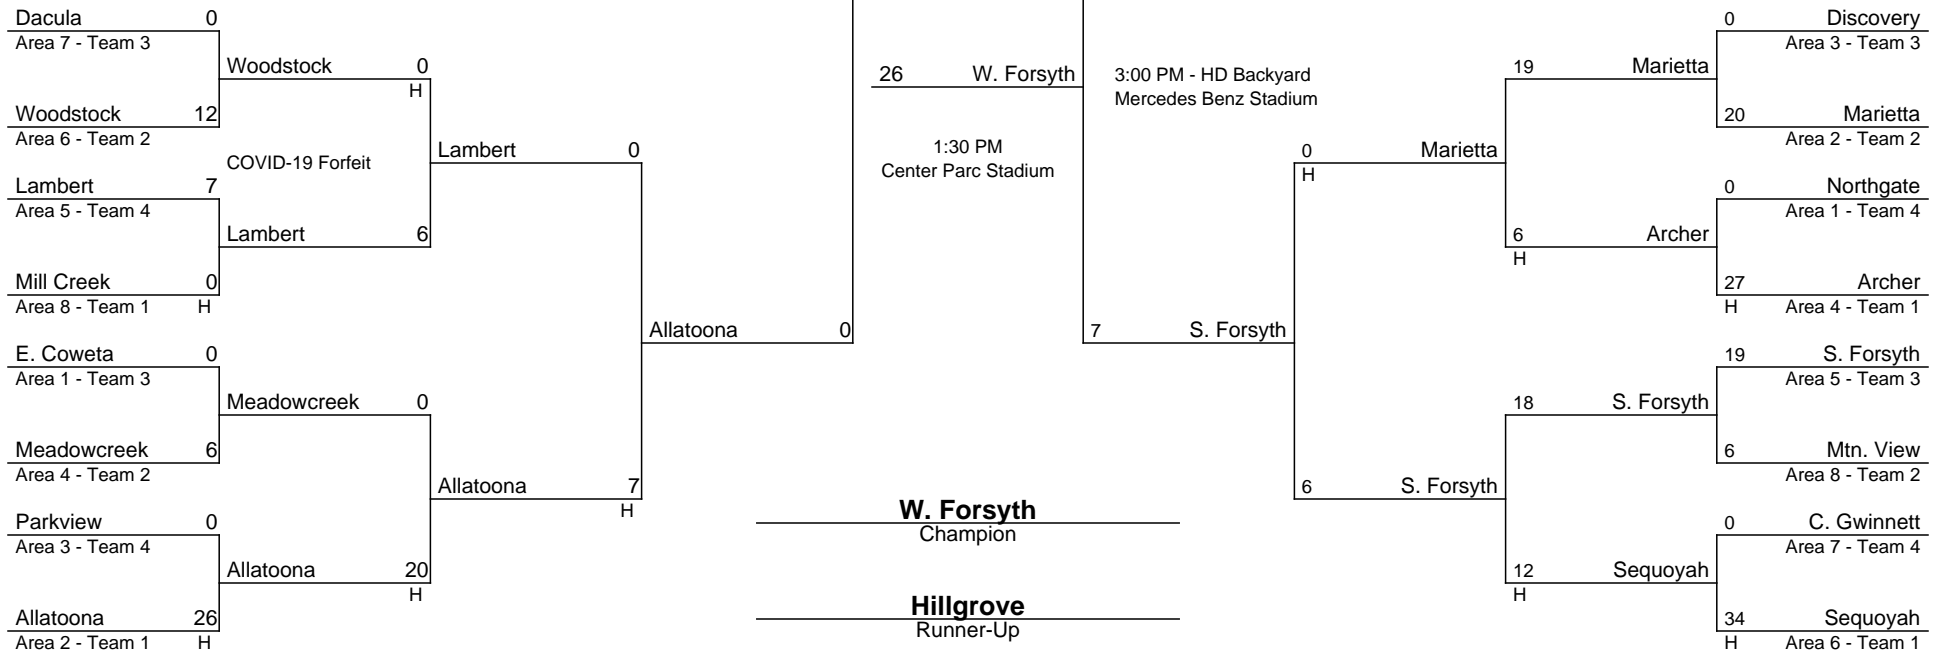 Dacula 0
Area 7 - Team 3
Woodstock 0
H
Woodstock 12
Area 6 - Team 2
COVID-19 Forfeit
Lambert 0
Lambert 7
Area 5 - Team 4
Lambert 6
Mill Creek 0
Area 8 - Team 1 H
Allatoona 0
E. Coweta 0
Area 1 - Team 3
Meadowcreek 0
Meadowcreek 6
Area 4 - Team 2
Allatoona 7
H
Parkview 0
Area 3 - Team 4
Allatoona 20
H
Allatoona 26
Area 2 - Team 1 H
26 W. Forsyth
3:00 PM - HD Backyard
Mercedes Benz Stadium
1:30 PM
Center Parc Stadium
W. Forsyth
Champion
Hillgrove
Runner-Up
0 Discovery
Area 3 - Team 3
19 Marietta
20 Marietta
Area 2 - Team 2
0 Marietta
H
0 Northgate
Area 1 - Team 4
6 Archer
H
27 Archer
H Area 4 - Team 1
7 S. Forsyth
19 S. Forsyth
Area 5 - Team 3
18 S. Forsyth
6 Mtn. View
Area 8 - Team 2
6 S. Forsyth
0 C. Gwinnett
Area 7 - Team 4
12 Sequoyah
H
34 Sequoyah
H Area 6 - Team 1